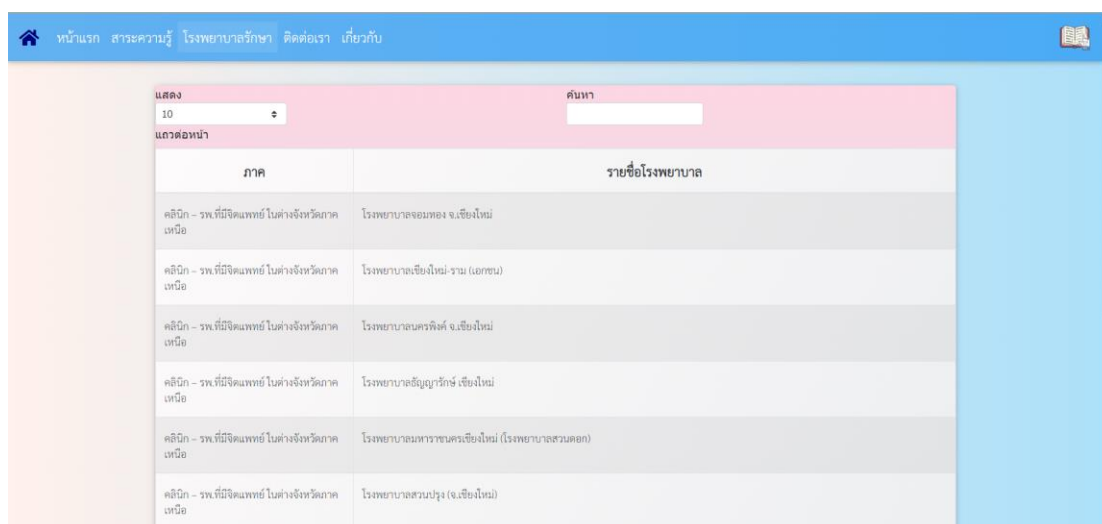 หน้าแรก สาระความรู้ โรงพยาบาลรักษา ติดต่อเรา เกี่ยวกับ
แสดง ค้นหา
10
แถวต่อหน้า
ภาค รายชื่อโรงพยาบาล
คลินิก – รพ.ที่มีจิตแพทย์ ในต่างจังหวัดภาค โรงพยาบาลจอมทอง จ.เชียงใหม่
เหนือ
คลินิก – รพ.ที่มีจิตแพทย์ ในต่างจังหวัดภาค โรงพยาบาลเชียงใหม่-ราม (เอกชน)
เหนือ
คลินิก – รพ.ที่มีจิตแพทย์ ในต่างจังหวัดภาค โรงพยาบาลนครพิงค์ จ.เชียงใหม่
เหนือ
คลินิก – รพ.ที่มีจิตแพทย์ ในต่างจังหวัดภาค โรงพยาบาลธัญญารักษ์ เชียงใหม่
เหนือ
คลินิก – รพ.ที่มีจิตแพทย์ ในต่างจังหวัดภาค โรงพยาบาลมหาราชนครเชียงใหม่ (โรงพยาบาลสวนดอก)
เหนือ
คลินิก – รพ.ที่มีจิตแพทย์ ในต่างจังหวัดภาค โรงพยาบาลสวนปรุง (จ.เชียงใหม่)
เหนือ